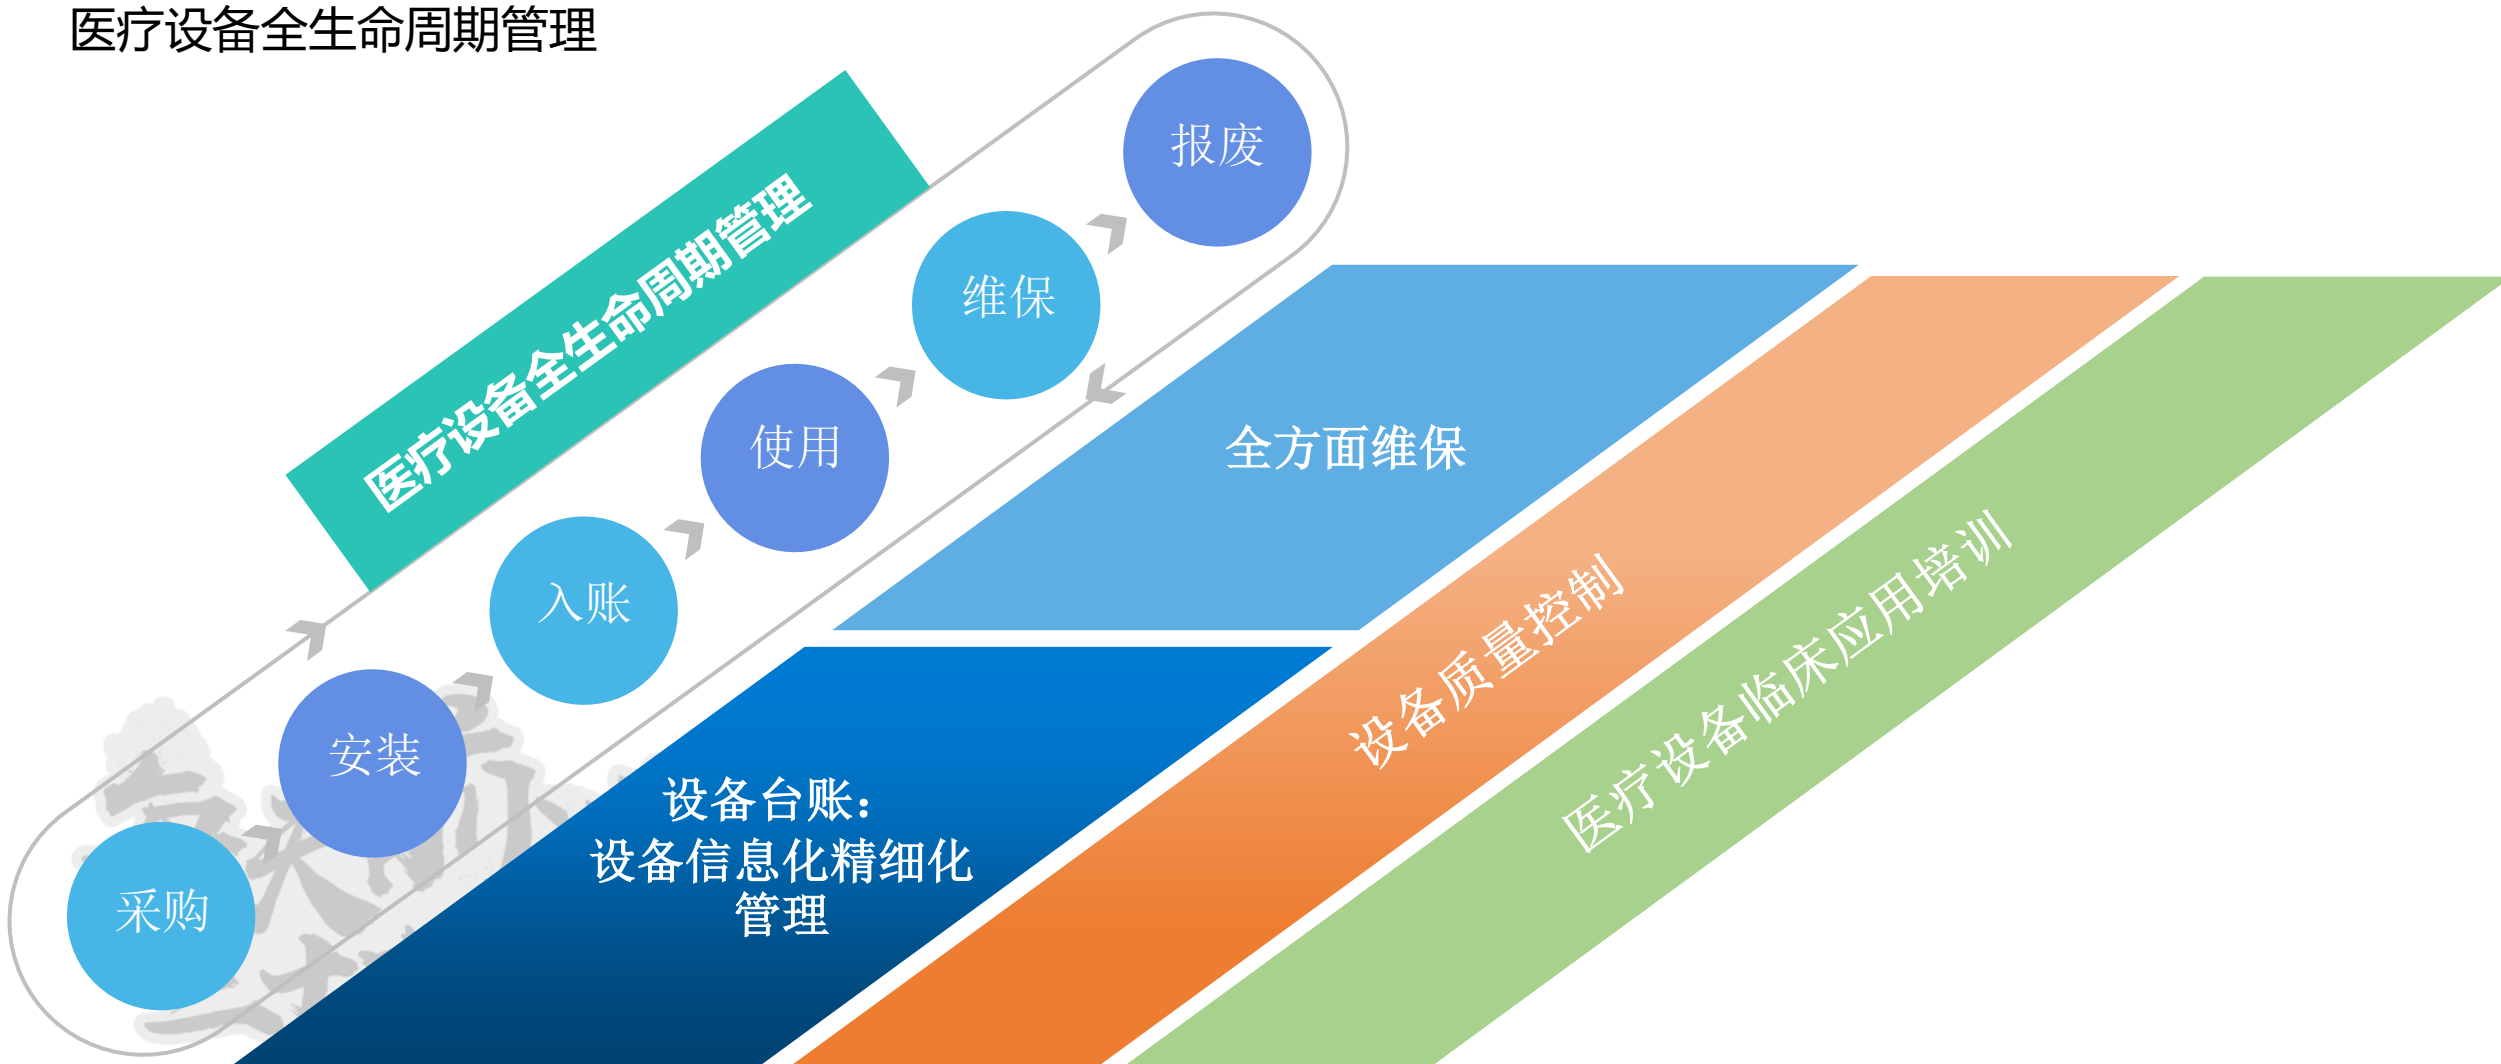 医疗设备全生命周期管理
医疗设备全生命周期管理
报废
维保
使用
入账
安装
采购
全方面维保
设备台账:
设备信息化精细化
管理
设备质量控制
医疗设备临床应用培训